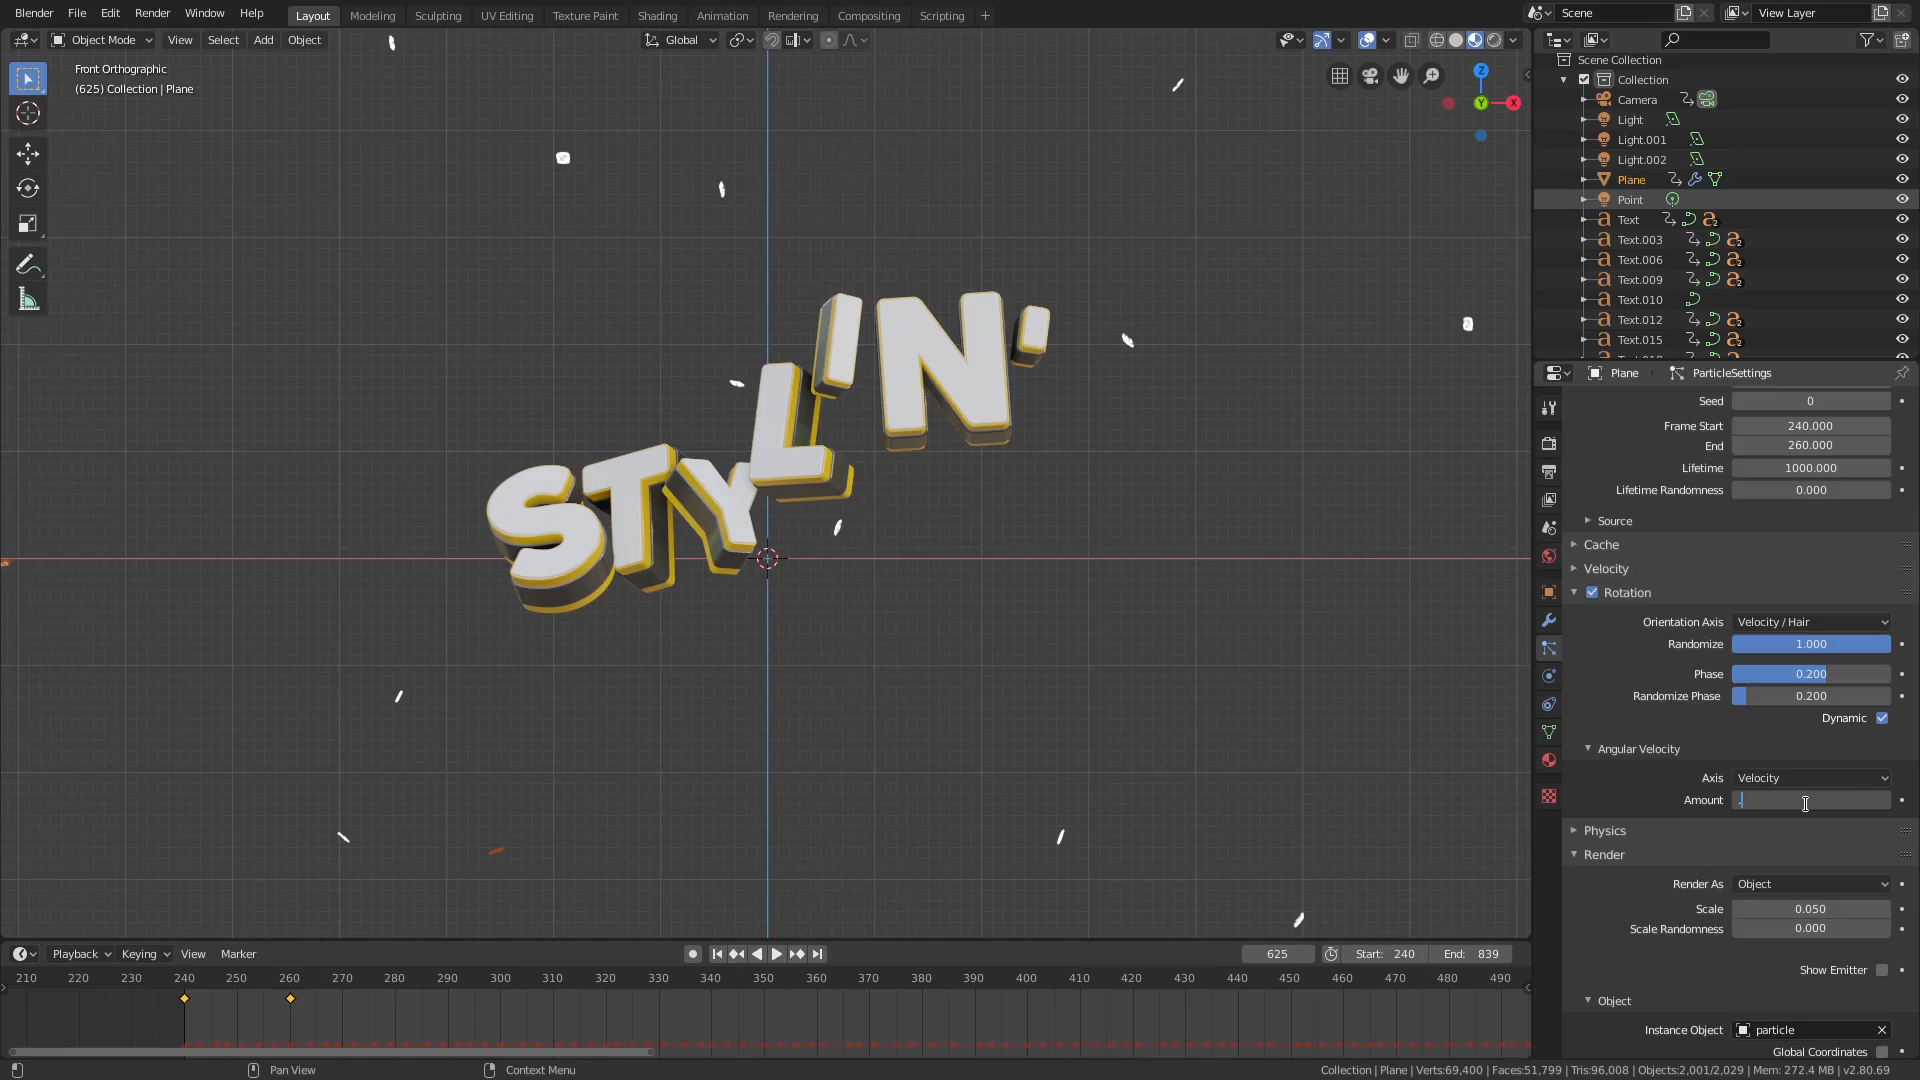 Blender File Edit Render Window Help Layout Modeling Sculpting UV Editing Texture Paint Shading Animation Rendering Compositing Scripting + Scene View Layer
Object Mode View Select Add Object Global
Front Orthographic
(625) Collection | Plane
Z
Y
X
STYLIN'
Scene Collection
Collection
Camera
Light
Light.001
Light.002
Plane
Point
Text
Text.003
Text.006
Text.009
Text.010
Text.012
Text.015
Plane ParticleSettings
Seed 0
Frame Start 240.000
End 260.000
Lifetime 1000.000
Lifetime Randomness 0.000
Source
Cache
Velocity
Rotation
Orientation Axis Velocity / Hair
Randomize 1.000
Phase 0.200
Randomize Phase 0.200
Dynamic
Angular Velocity
Axis Velocity
Amount .
Physics
Render
Render As Object
Scale 0.050
Scale Randomness 0.000
Show Emitter
Object
Instance Object particle
Global Coordinates
Playback Keying View Marker 625 Start: 240 End: 839
210 220 230 240 250 260 270 280 290 300 310 320 330 340 350 360 370 380 390 400 410 420 430 440 450 460 470 480 490
Pan View Context Menu Collection | Plane | Verts:69,400 | Faces:51,799 | Tris:96,008 | Objects:2,001/2,029 | Mem: 272.4 MB | v2.80.69